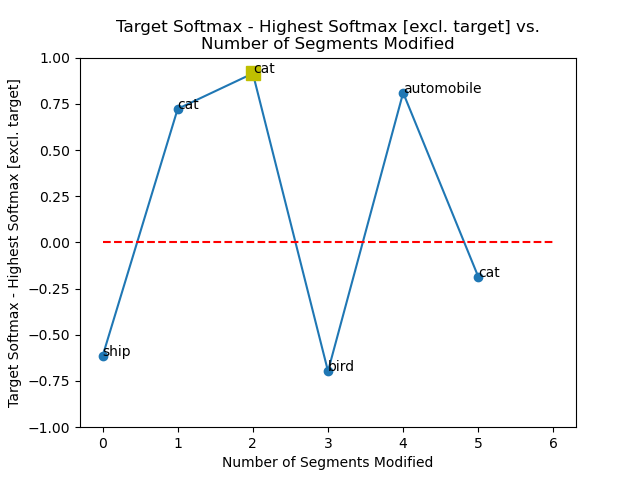 Target Softmax - Highest Softmax [excl. target] vs.
Number of Segments Modified
Target Softmax - Highest Softmax [excl. target]
1.00
0.75
0.50
0.25
0.00
−0.25
−0.50
−0.75
−1.00
ship
cat
cat
bird
automobile
cat
0 1 2 3 4 5 6
Number of Segments Modified